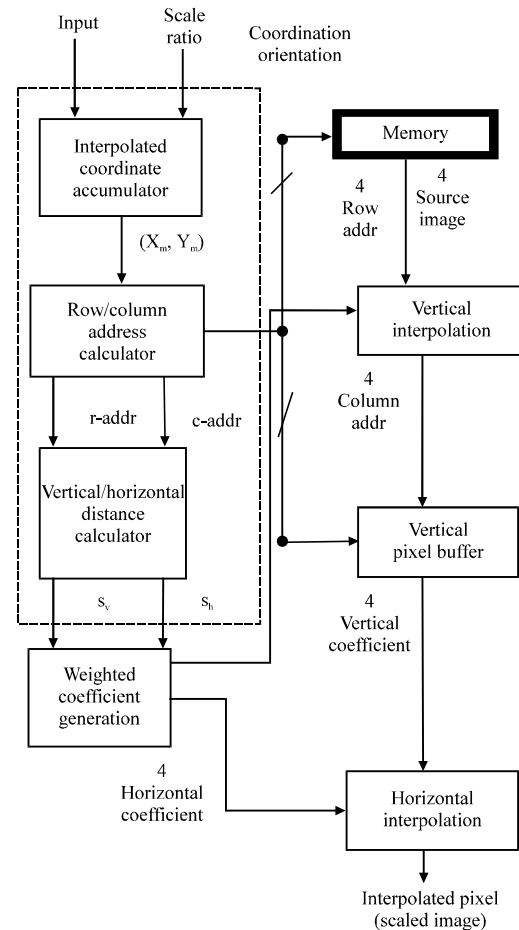 Input
Scale
ratio
Coordination
orientation
Interpolated
coordinate
accumulator
Memory
(Xm, Ym)
4
Row
addr
4
Source
image
Row/column
address
calculator
Vertical
interpolation
r-addr
c-addr
4
Column
addr
Vertical/horizontal
distance
calculator
Vertical
pixel buffer
sv
sh
4
Vertical
coefficient
Weighted
coefficient
generation
4
Horizontal
coefficient
Horizontal
interpolation
Interpolated pixel
(scaled image)